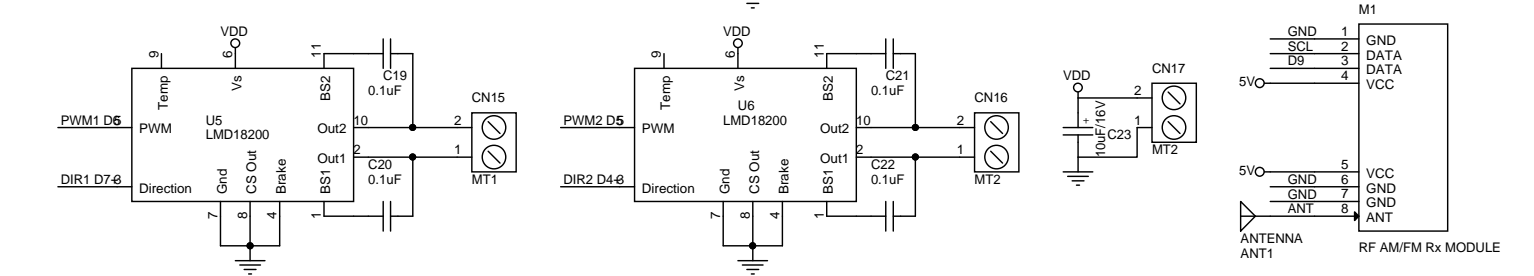 VDD
9
6
11
Temp
Vs
BS2
C19
0.1uF
U5
LMD18200
PWM1 D6
PWM
Out2
10
Out1
2
C20
0.1uF
DIR1 D7
3
Direction
Gnd
CS Out
Brake
BS1
7
8
4
1
CN15
2
1
MT1
VDD
9
6
11
Temp
Vs
BS2
C21
0.1uF
U6
LMD18200
PWM2 D5
PWM
Out2
10
Out1
2
C22
0.1uF
DIR2 D4
3
Direction
Gnd
CS Out
Brake
BS1
7
8
4
1
CN16
2
1
MT2
VDD
+
10uF/16V
C23
CN17
2
1
MT2
M1
GND 1 GND
SCL 2 DATA
D9 3 DATA
5V 4 VCC
5V 5 VCC
GND 6 GND
GND 7 GND
ANT 8 ANT
ANTENNA
ANT1
RF AM/FM Rx MODULE